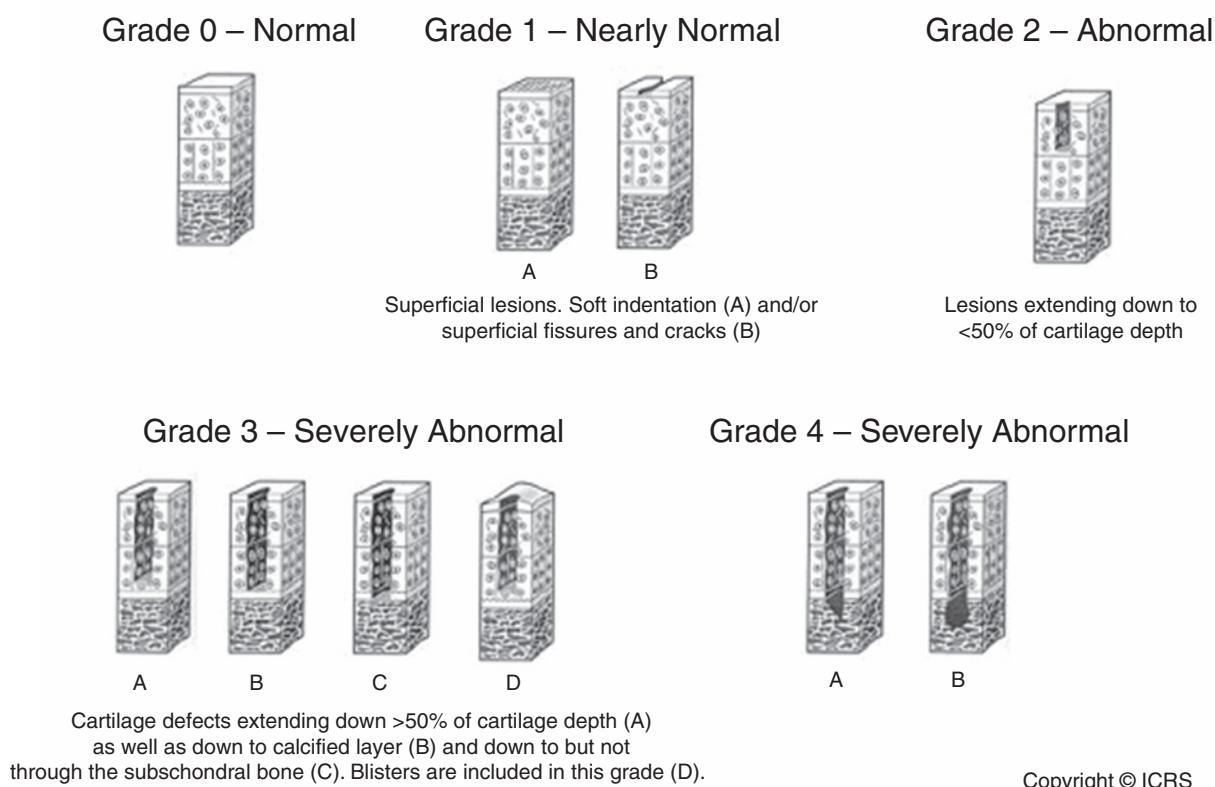 Grade 0 – Normal
Grade 1 – Nearly Normal
Grade 2 – Abnormal
A
B
Superficial lesions. Soft indentation (A) and/or
superficial fissures and cracks (B)
Lesions extending down to
<50% of cartilage depth
Grade 3 – Severely Abnormal
Grade 4 – Severely Abnormal
A
B
C
D
A
B
Cartilage defects extending down >50% of cartilage depth (A)
as well as down to calcified layer (B) and down to but not
through the subschondral bone (C). Blisters are included in this grade (D).
Copyright © ICRS